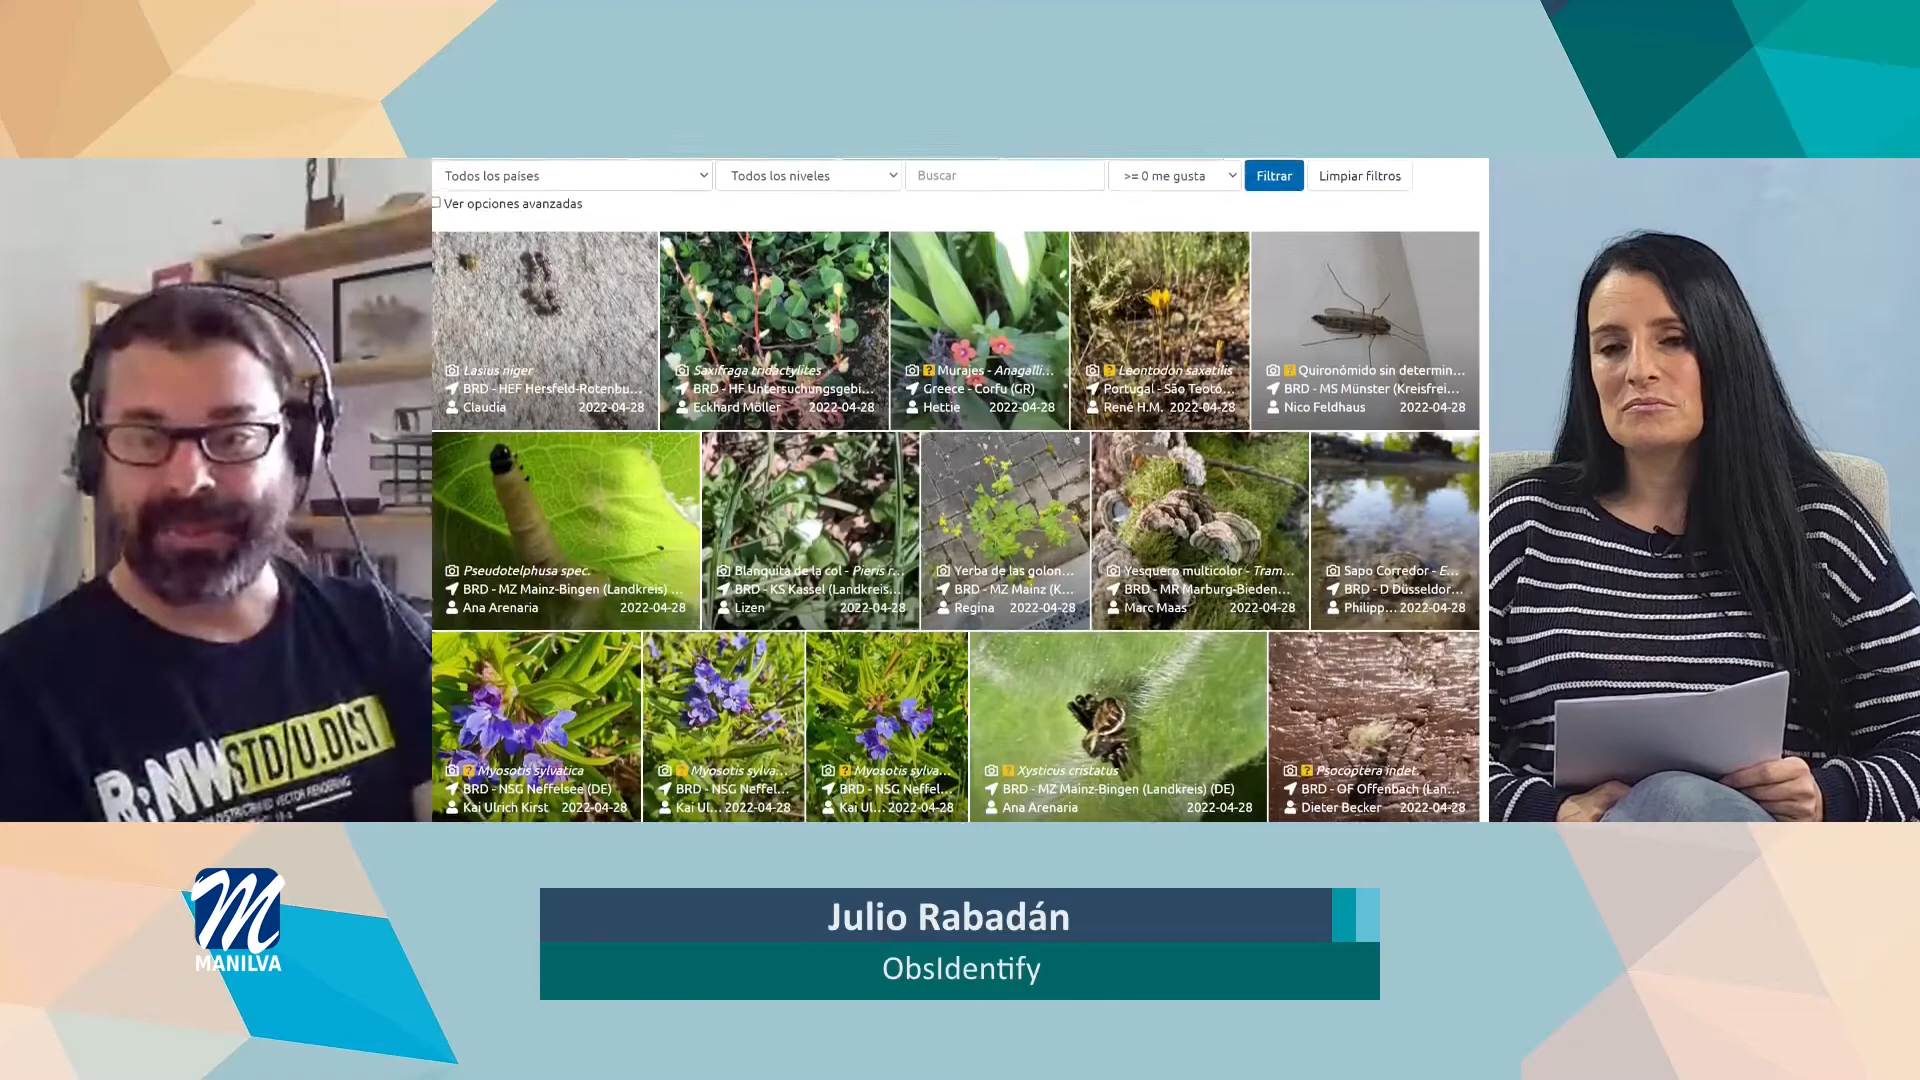 Todos los países
Todos los niveles
Buscar
>= 0 me gusta
Filtrar
Limpiar filtros
Ver opciones avanzadas
Lasius niger
BRD - HEF Hersfeld-Rotenbu...
Claudia 2022-04-28
Saxifraga tridactylites
BRD - HF Untersuchungsgebi...
Eckhard Möller 2022-04-28
? Murajes - Anagalli...
Greece - Corfu (GR)
Hettie 2022-04-28
? Leontodon saxatilis
Portugal - São Teotó...
René H.M. 2022-04-28
? Quironómido sin determin...
BRD - MS Münster (Kreisfrei...
Nico Feldhaus 2022-04-28
Pseudotelphusa spec.
BRD - MZ Mainz-Bingen (Landkreis) ...
Ana Arenaria 2022-04-28
Blanquita de la col - Pieris r...
BRD - KS Kassel (Landkreis...
Lizen 2022-04-28
Yerba de las golon...
BRD - MZ Mainz (K...
Regina 2022-04-28
Yesquero multicolor - Tram...
BRD - MR Marburg-Bieden...
Marc Maas 2022-04-28
Sapo Corredor - E...
BRD - D Düsseldor...
Philipp... 2022-04-28
? Myosotis sylvatica
BRD - NSG Neffelsee (DE)
Kai Ulrich Kirst 2022-04-28
? Myosotis sylva...
BRD - NSG Neffel...
Kai Ul... 2022-04-28
? Myosotis sylva...
BRD - NSG Neffel...
Kai Ul... 2022-04-28
? Xysticus cristatus
BRD - MZ Mainz-Bingen (Landkreis) (DE)
Ana Arenaria 2022-04-28
? Psocoptera indet.
BRD - OF Offenbach (Lan...
Dieter Becker 2022-04-28
STD/U.DIST
VECTOR RENDERING
M
MANILVA
Julio Rabadán
ObsIdentify